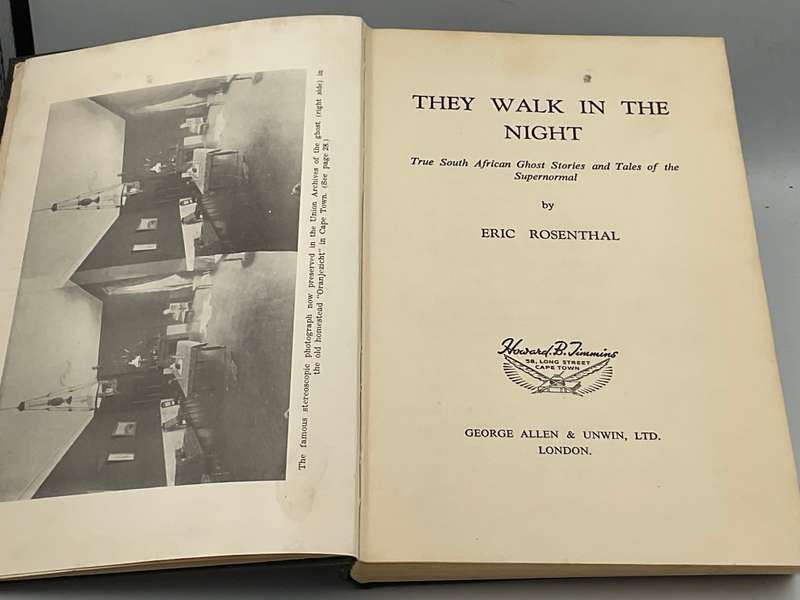 The famous stereoscopic photograph now preserved in the Union Archives of the ghost (right side) in
the old homestead "Oranjezicht" in Cape Town. (See page 28.)
THEY WALK IN THE
NIGHT
True South African Ghost Stories and Tales of the
Supernormal
by
ERIC ROSENTHAL
Howard.B.Timmins
58, LONG STREET
CAPE TOWN
GEORGE ALLEN & UNWIN, LTD.
LONDON.